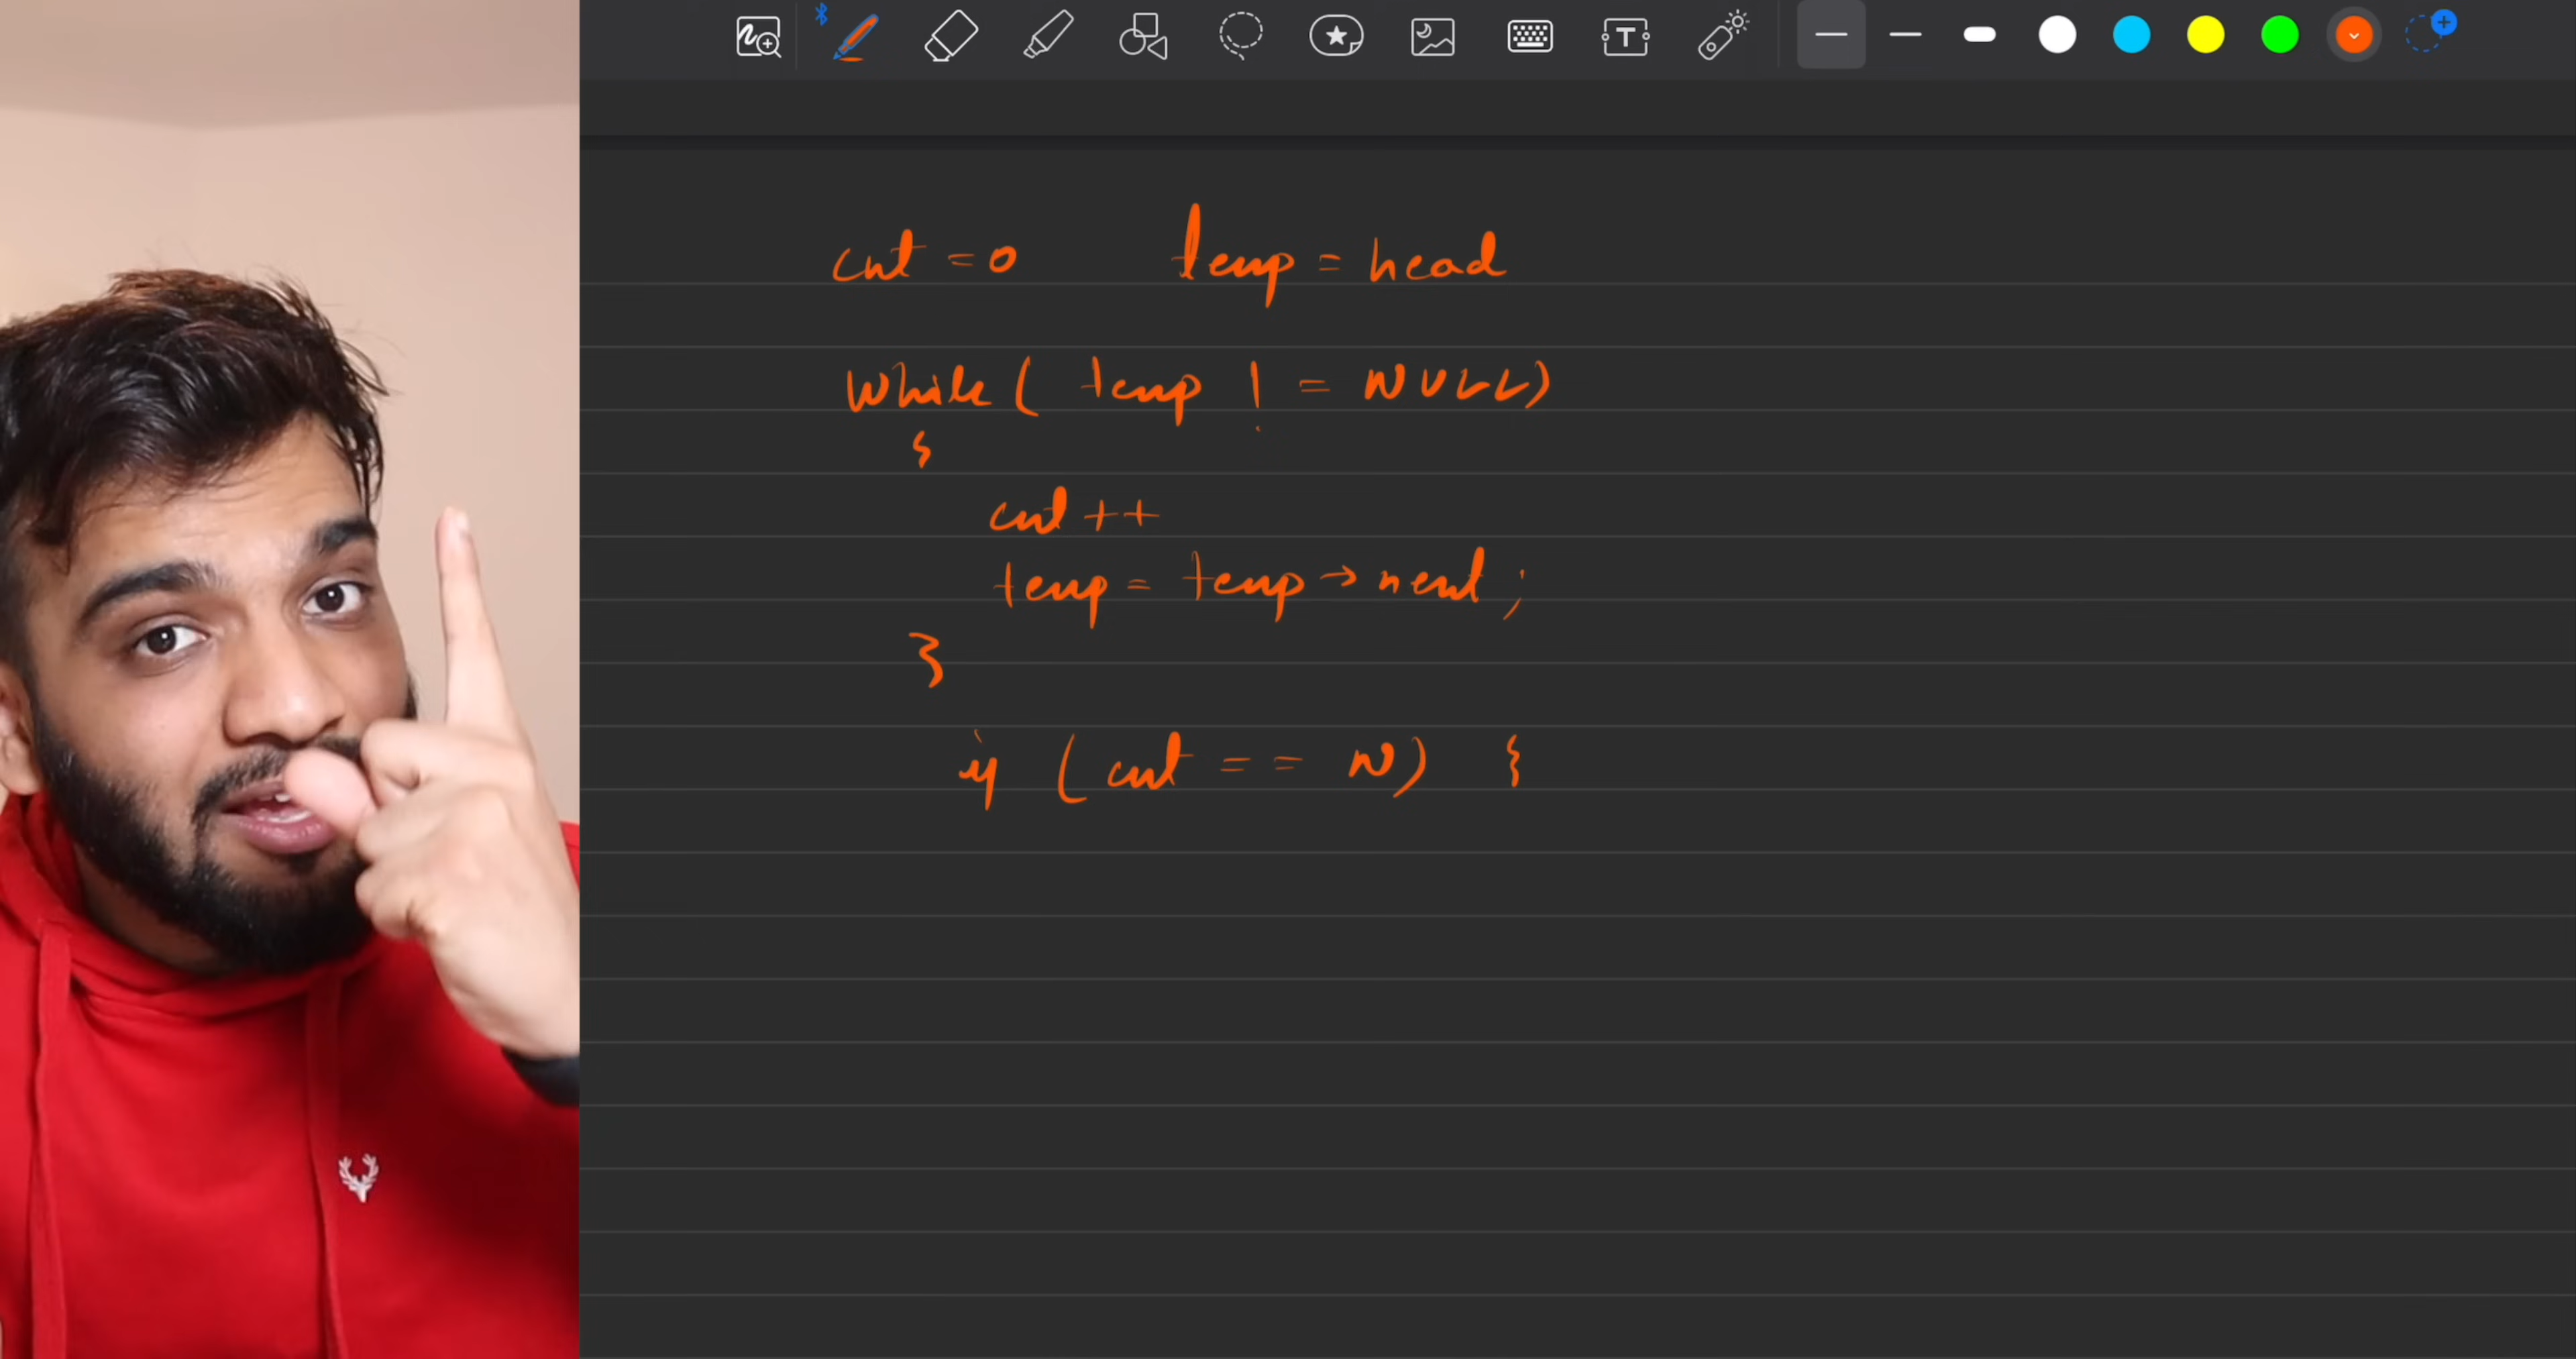 cnt = 0 temp = head
while ( temp != NULL)
{
cnt ++
temp = temp → next ;
}
if ( cnt == N) {